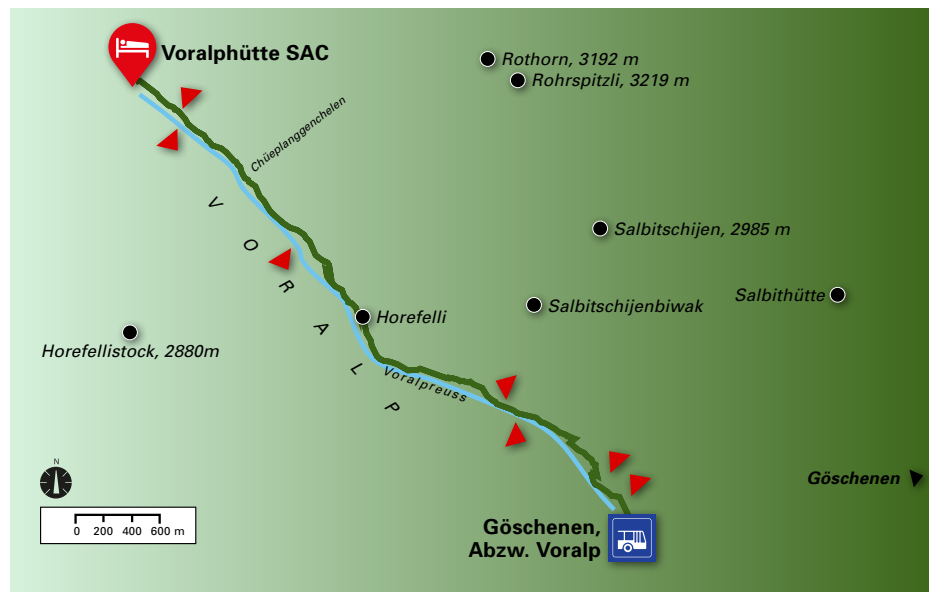 Voralphütte SAC
Rothorn, 3192 m
Rohrspitzli, 3219 m
Chüeplanggenchelen
VORALP
Salbitschijen, 2985 m
Salbithütte
Salbitschijenbiwak
Horefelli
Horefellistock, 2880m
Voralpreuss
Göschenen
N
0 200 400 600 m
Göschenen,
Abzw. Voralp